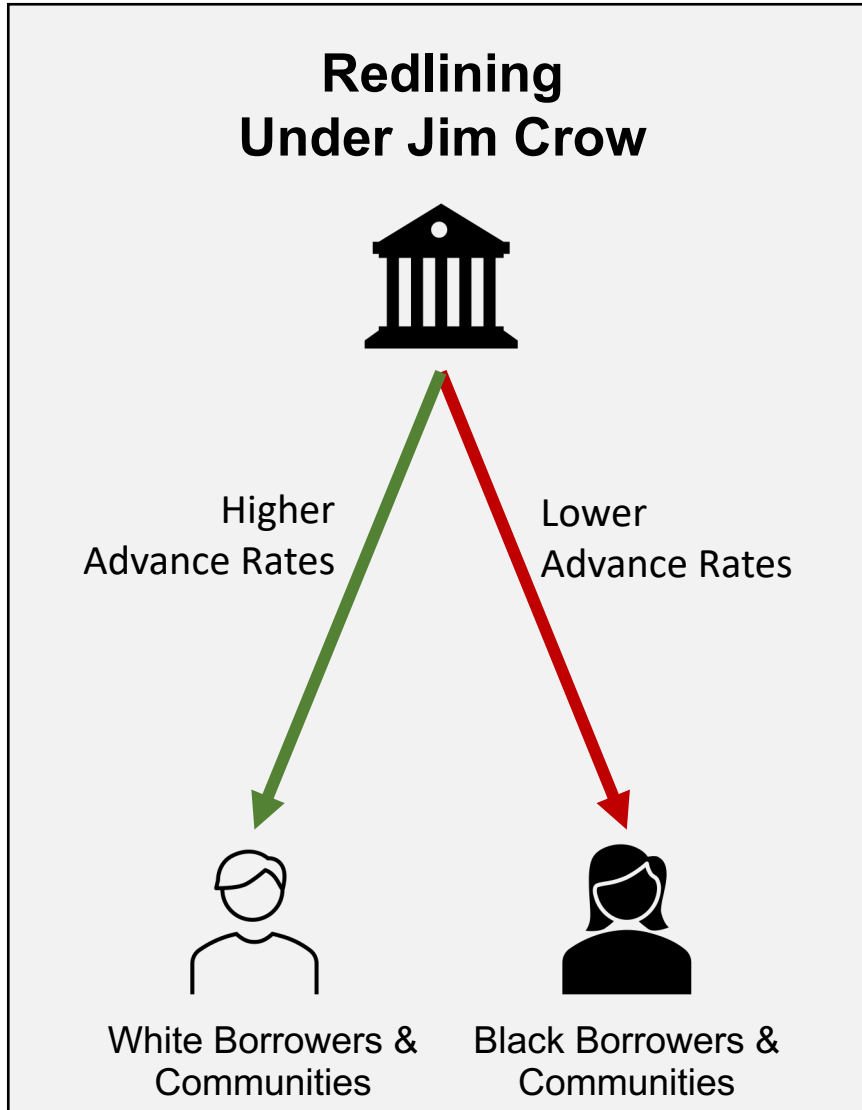 Redlining
Under Jim Crow
Higher
Advance Rates
Lower
Advance Rates
White Borrowers &
Communities
Black Borrowers &
Communities